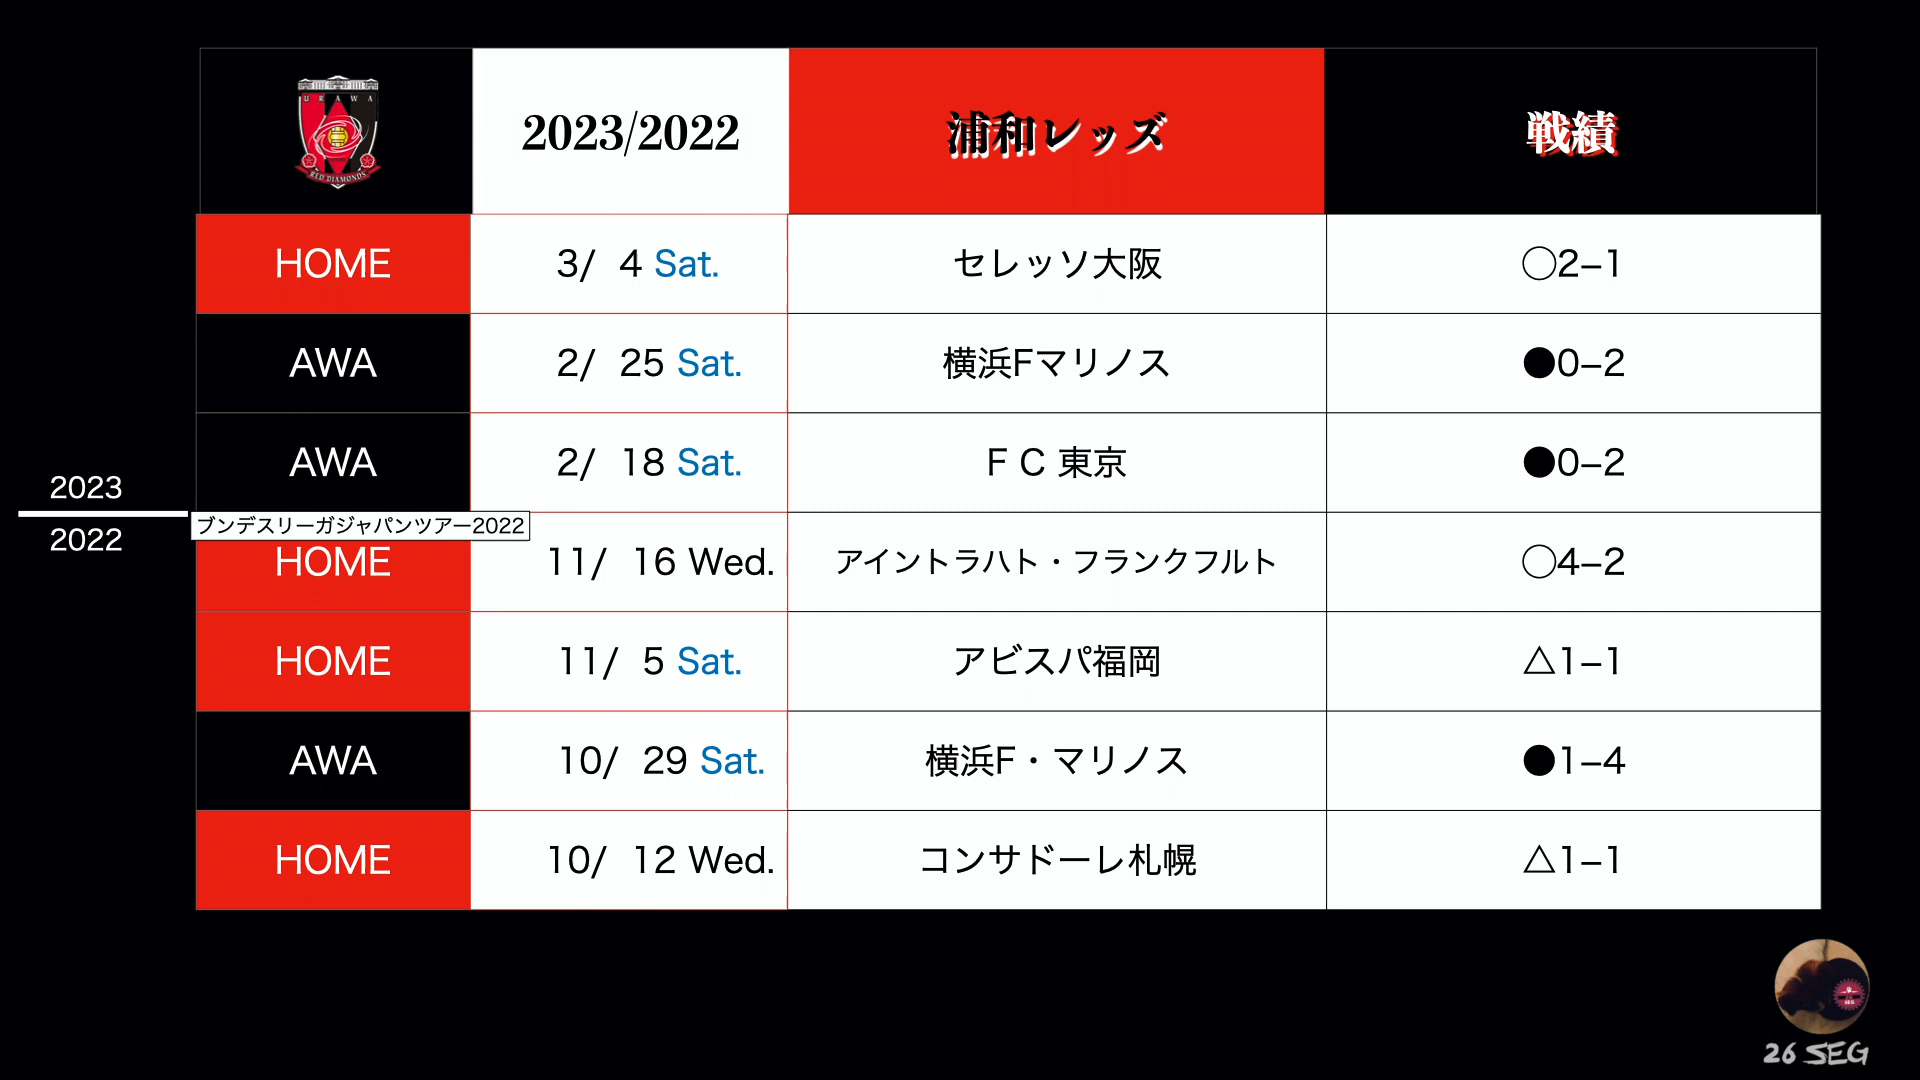 URAWA
RED DIAMONDS
2023/2022
浦和レッズ
戦績
HOME
3/ 4 Sat.
セレッソ大阪
◯2–1
AWA
2/ 25 Sat.
横浜Fマリノス
●0–2
AWA
2/ 18 Sat.
ＦＣ東京
●0–2
2023
2022
ブンデスリーガジャパンツアー2022
HOME
11/ 16 Wed.
アイントラハト・フランクフルト
◯4–2
HOME
11/ 5 Sat.
アビスパ福岡
△1–1
AWA
10/ 29 Sat.
横浜F・マリノス
●1–4
HOME
10/ 12 Wed.
コンサドーレ札幌
△1–1
26 SEG